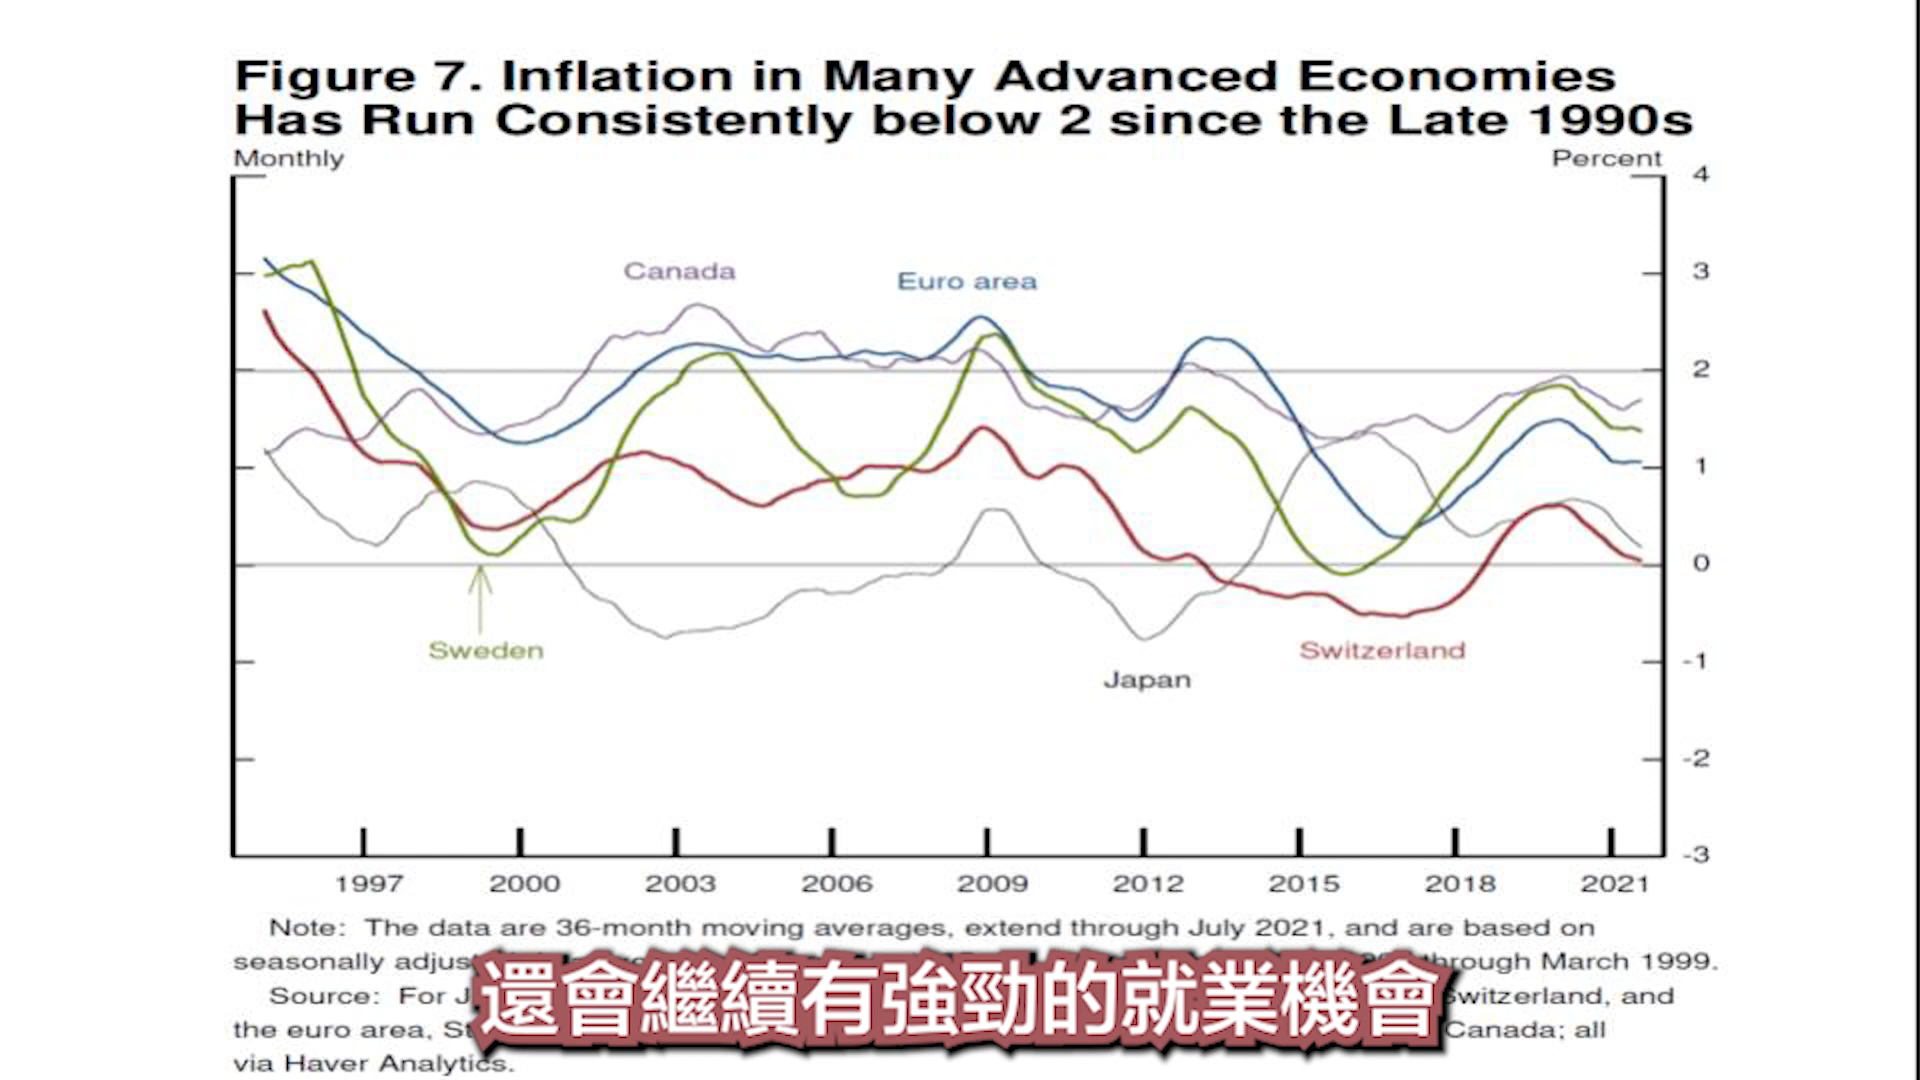 Figure 7. Inflation in Many Advanced Economies
Has Run Consistently below 2 since the Late 1990s
Monthly
Percent
4
Canada
Euro area
3
2
1
0
Sweden
Switzerland
-1
Japan
-2
-3
1997 2000 2003 2006 2009 2012 2015 2018 2021
Note: The data are 36-month moving averages, extend through July 2021, and are based on
seasonally through March 1999.
Source: For Switzerland, and
the euro area, Canada; all
via Haver Analytics.
還會繼續有強勁的就業機會